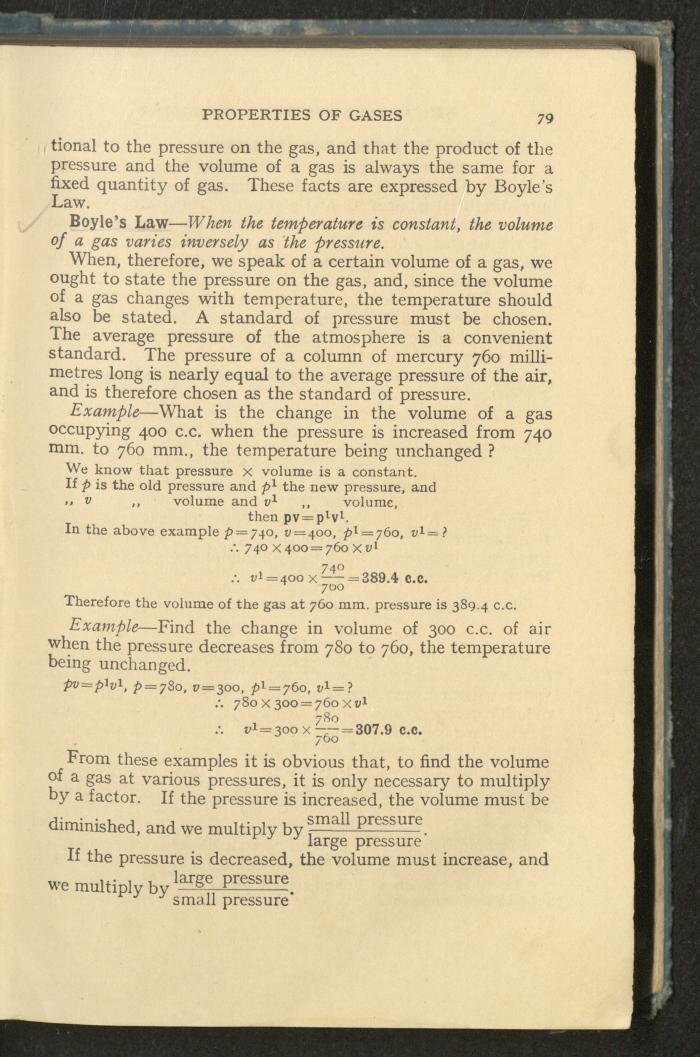 PROPERTIES OF GASES 79
tional to the pressure on the gas, and that the product of the
pressure and the volume of a gas is always the same for a
fixed quantity of gas. These facts are expressed by Boyle's
Law.
Boyle's Law—When the temperature is constant, the volume
of a gas varies inversely as the pressure.
When, therefore, we speak of a certain volume of a gas, we
ought to state the pressure on the gas, and, since the volume
of a gas changes with temperature, the temperature should
also be stated. A standard of pressure must be chosen.
The average pressure of the atmosphere is a convenient
standard. The pressure of a column of mercury 760 milli-
metres long is nearly equal to the average pressure of the air,
and is therefore chosen as the standard of pressure.
Example—What is the change in the volume of a gas
occupying 400 c.c. when the pressure is increased from 740
mm. to 760 mm., the temperature being unchanged ?
We know that pressure × volume is a constant.
If p is the old pressure, and p¹ the new pressure, and
,, v ,, volume and v¹ ,, volume,
then pv=p¹v¹.
In the above example p=740, v=400, p¹=760, v¹=?
∴ 740×400=760×v¹
∴ v¹=400×740/760=389.4 c.c.
Therefore the volume of the gas at 760 mm. pressure is 389.4 c.c.
Example—Find the change in volume of 300 c.c. of air
when the pressure decreases from 780 to 760, the temperature
being unchanged.
pv=p¹v¹, p=780, v=300, p¹=760, v¹=?
∴ 780×300=760×v¹
∴ v¹=300×780/760=307.9 c.c.
From these examples it is obvious that, to find the volume
of a gas at various pressures, it is only necessary to multiply
by a factor. If the pressure is increased, the volume must be
diminished, and we multiply by small pressure/large pressure.
If the pressure is decreased, the volume must increase, and
we multiply by large pressure/small pressure.